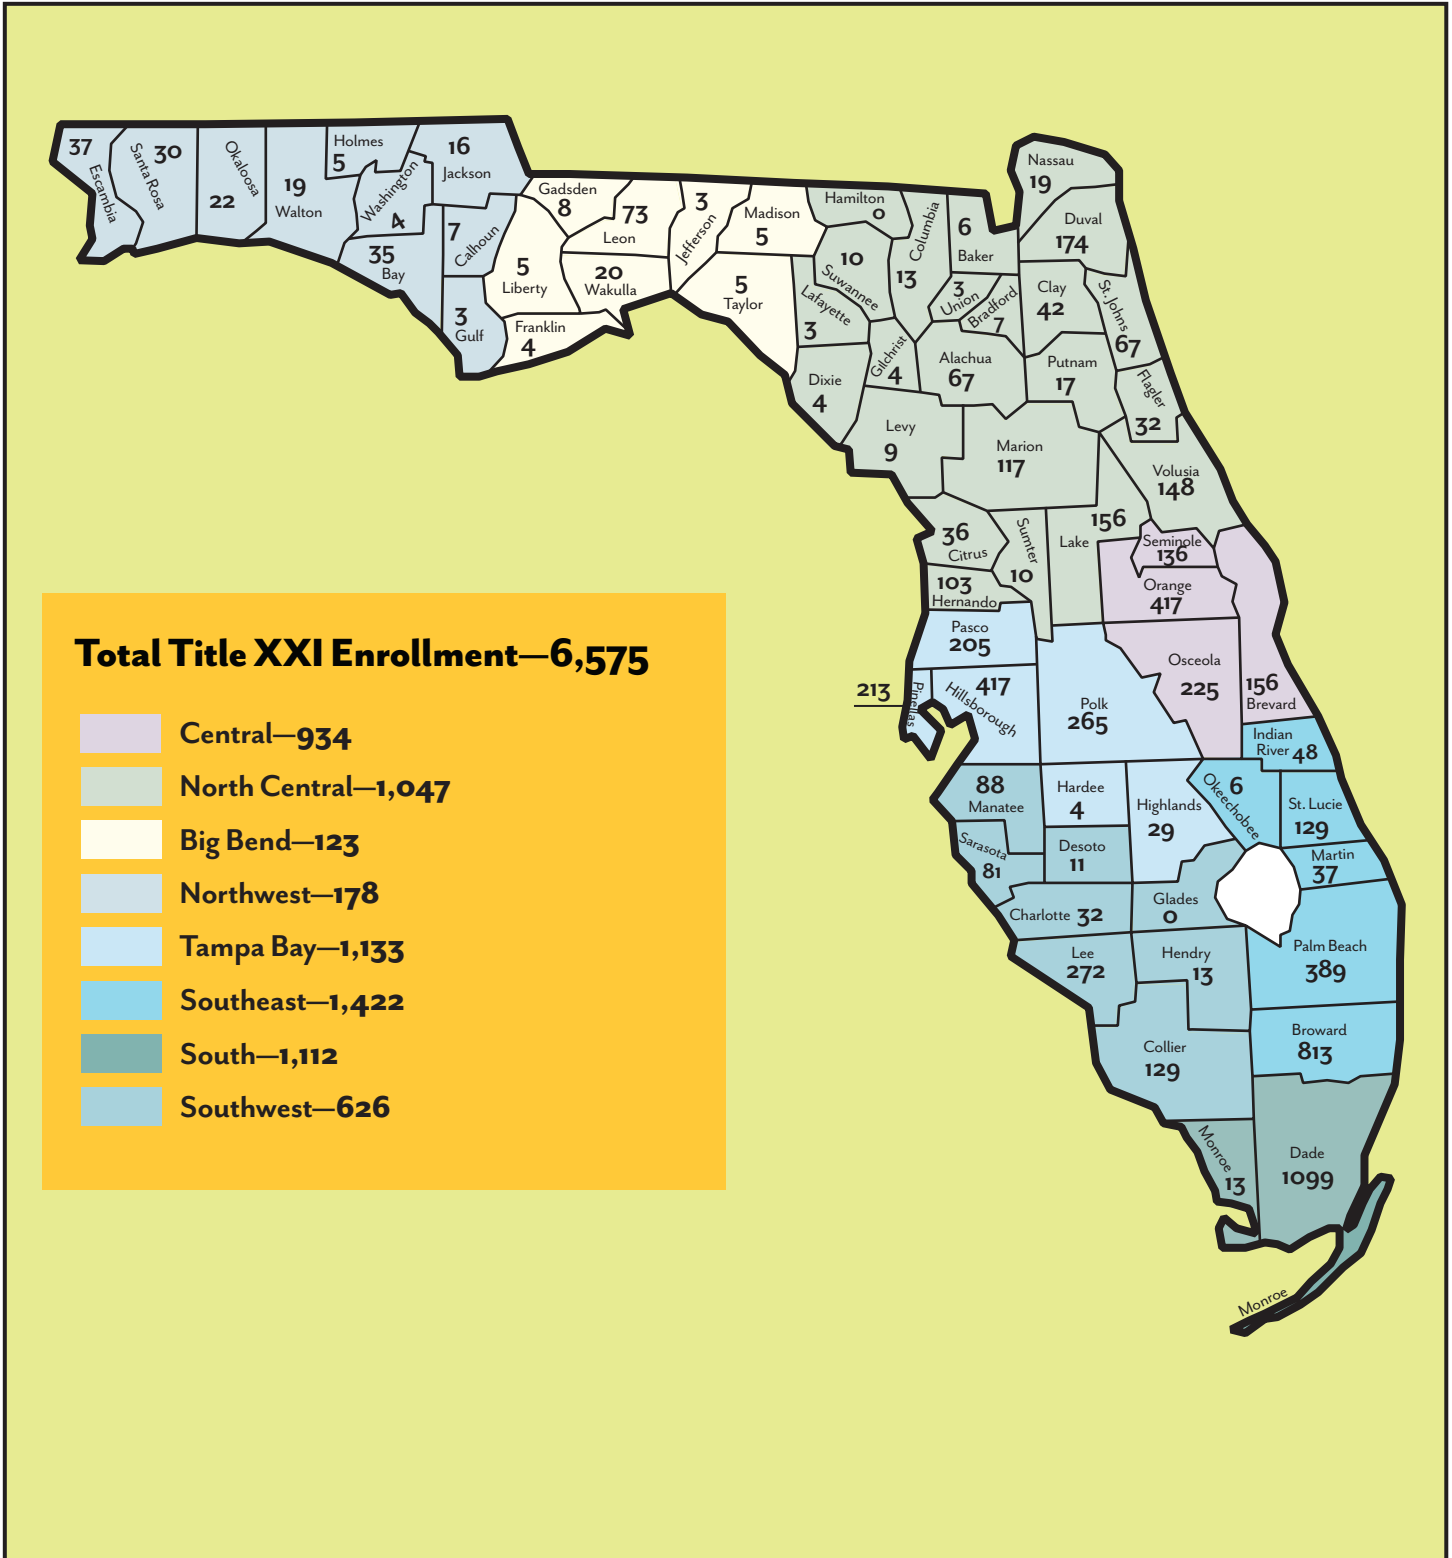 37
Escambia
Santa Rosa
30
Okaloosa
22
19
Walton
Holmes
5
Washington
4
16
Jackson
35
Bay
7
Calhoun
3
Gulf
Gadsden
8
5
Liberty
Franklin
4
73
Leon
20
Wakulla
3
Jefferson
Madison
5
5
Taylor
Hamilton
0
10
Suwannee
Lafayette
3
Columbia
13
6
Baker
3
Union
Bradford
7
Nassau
19
Duval
174
Clay
42
St. Johns
67
Dixie
4
Gilchrist
4
Alachua
67
Putnam
17
Flagler
32
Levy
9
Marion
117
Volusia
148
36
Citrus
Sumter
10
156
Lake
103
Hernando
Seminole
136
Orange
417
Pasco
205
Osceola
225
156
Brevard
213
Pinellas
417
Hillsborough
Polk
265
Indian
River 48
88
Manatee
Hardee
4
Highlands
29
6
Okeechobee
St. Lucie
129
Sarasota
81
Desoto
11
Martin
37
Charlotte 32
Glades
0
Lee
272
Hendry
13
Palm Beach
389
Collier
129
Broward
813
Monroe
13
Dade
1099
Monroe
Total Title XXI Enrollment—6,575
Central—934
North Central—1,047
Big Bend—123
Northwest—178
Tampa Bay—1,133
Southeast—1,422
South—1,112
Southwest—626